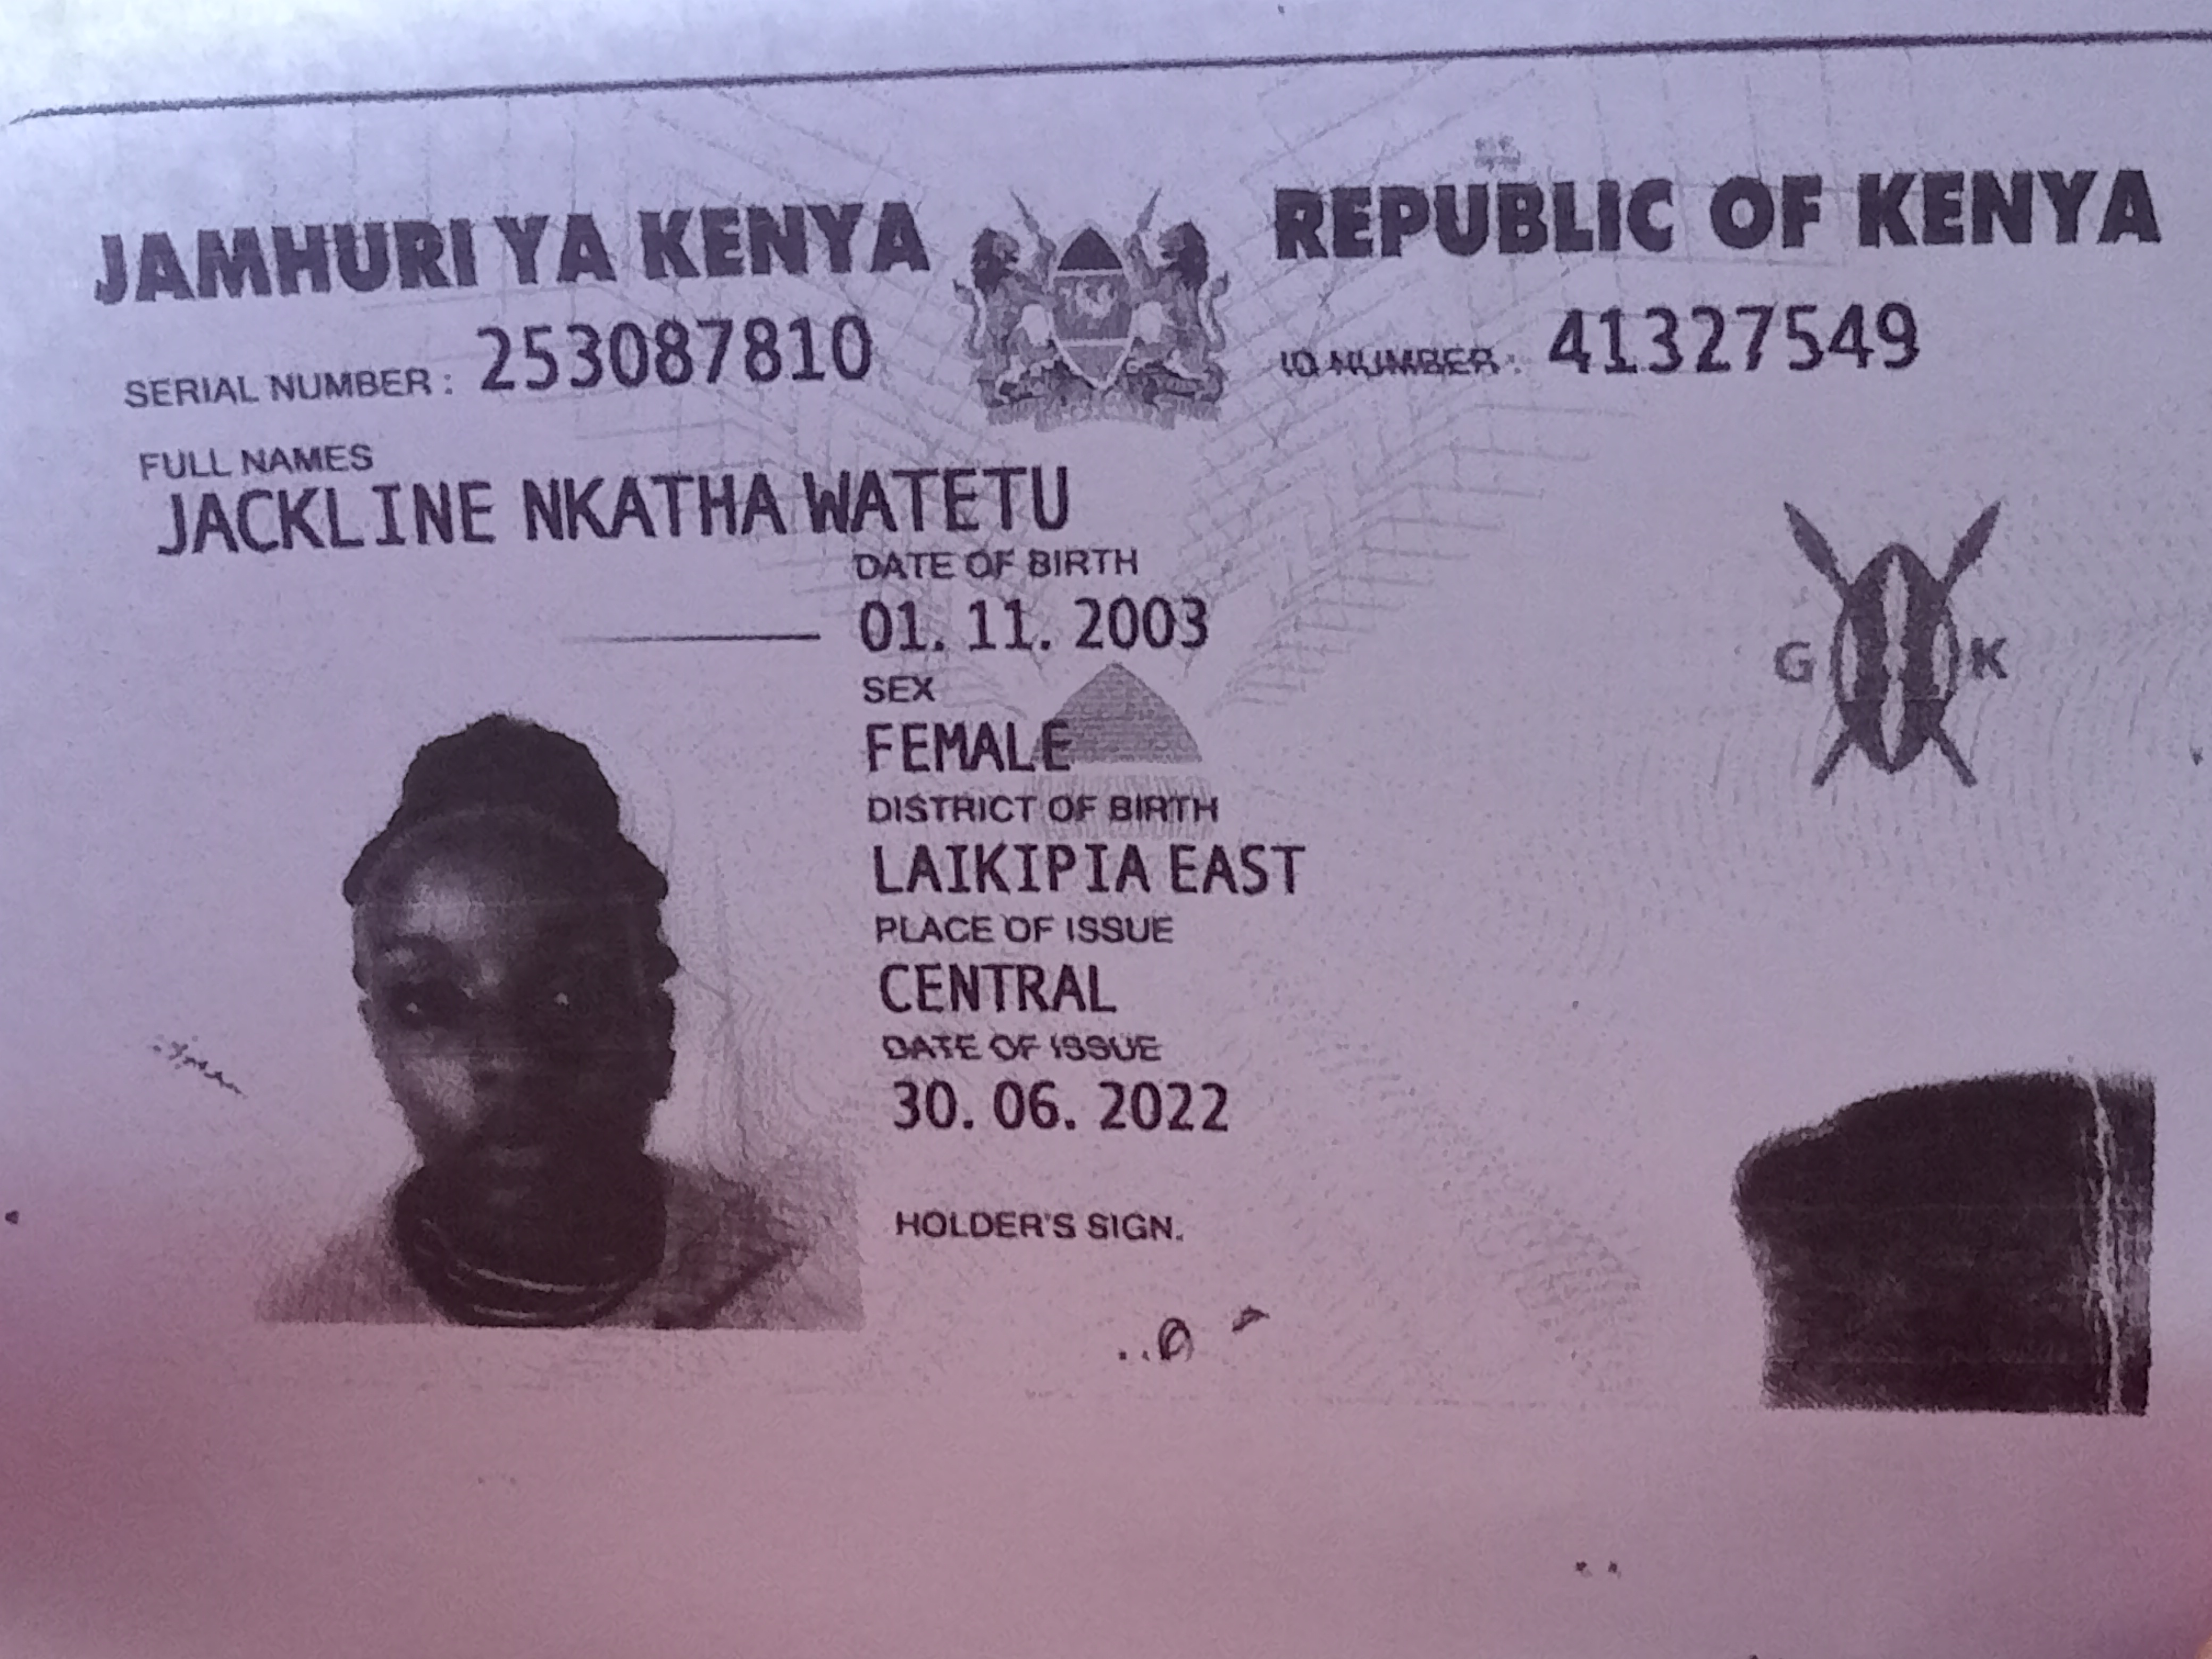 JAMHURI YA KENYA REPUBLIC OF KENYA
SERIAL NUMBER : 253087810 ID NUMBER : 41327549
FULL NAMES
JACKLINE NKATHA WATETU
DATE OF BIRTH
01. 11. 2003
SEX
FEMALE
G K
DISTRICT OF BIRTH
LAIKIPIA EAST
PLACE OF ISSUE
CENTRAL
DATE OF ISSUE
30. 06. 2022
HOLDER'S SIGN.